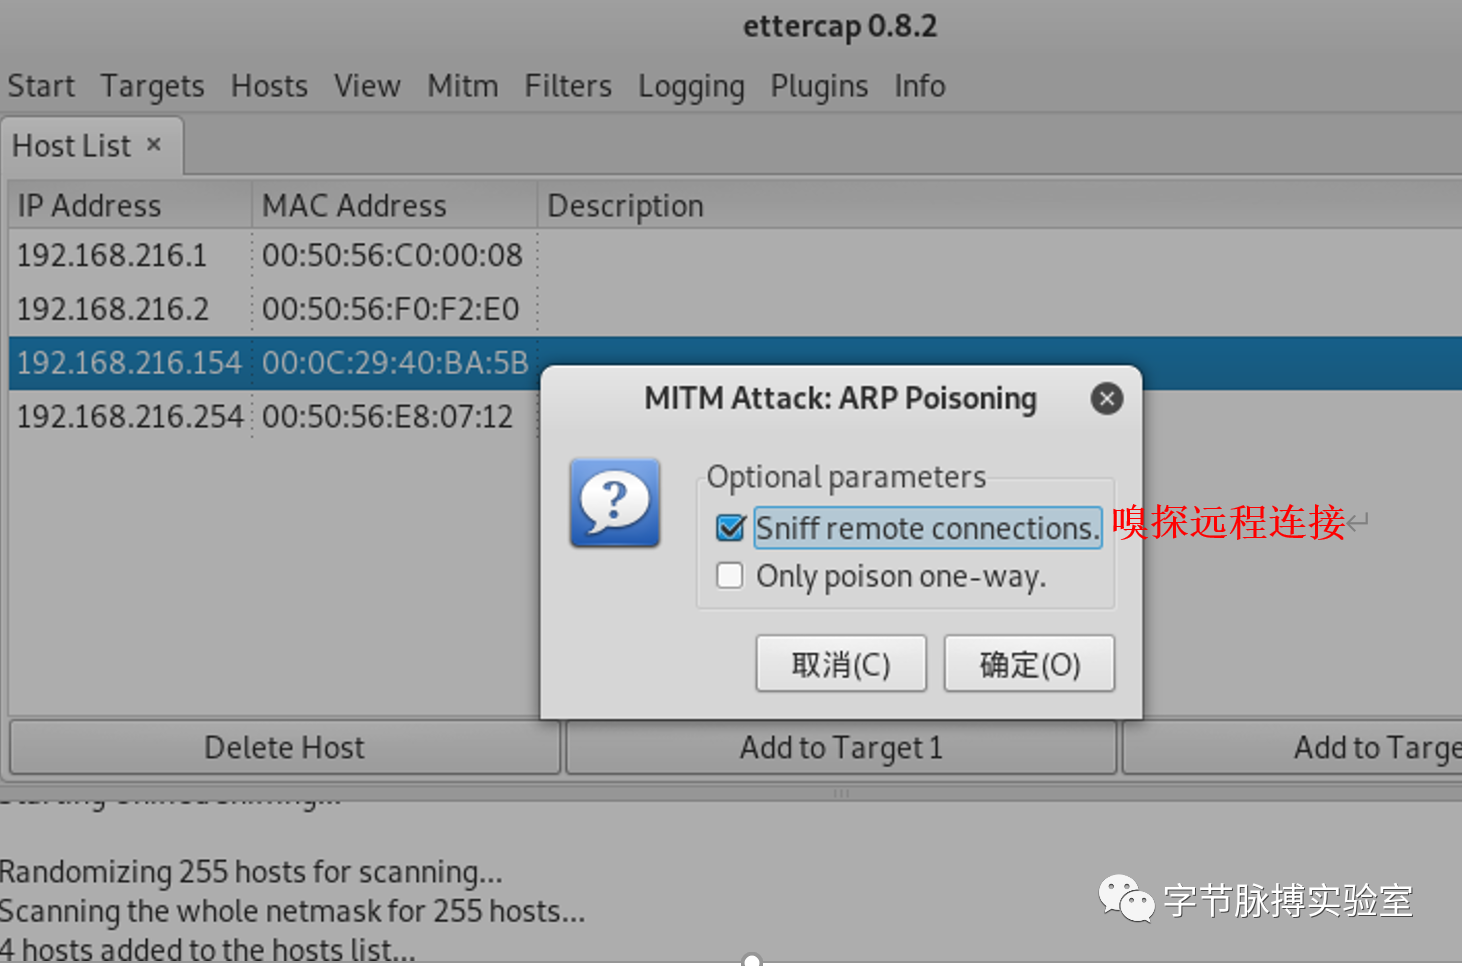 ettercap 0.8.2
Start Targets Hosts View Mitm Filters Logging Plugins Info
Host List ×
IP Address MAC Address Description
192.168.216.1 00:50:56:C0:00:08
192.168.216.2 00:50:56:F0:F2:E0
192.168.216.154 00:0C:29:40:BA:5B
192.168.216.254 00:50:56:E8:07:12
MITM Attack: ARP Poisoning
Optional parameters
Sniff remote connections. 嗅探远程连接
Only poison one-way.
取消(C) 确定(O)
Delete Host Add to Target 1 Add to Targe
Randomizing 255 hosts for scanning...
Scanning the whole netmask for 255 hosts...
4 hosts added to the hosts list...
字节脉搏实验室